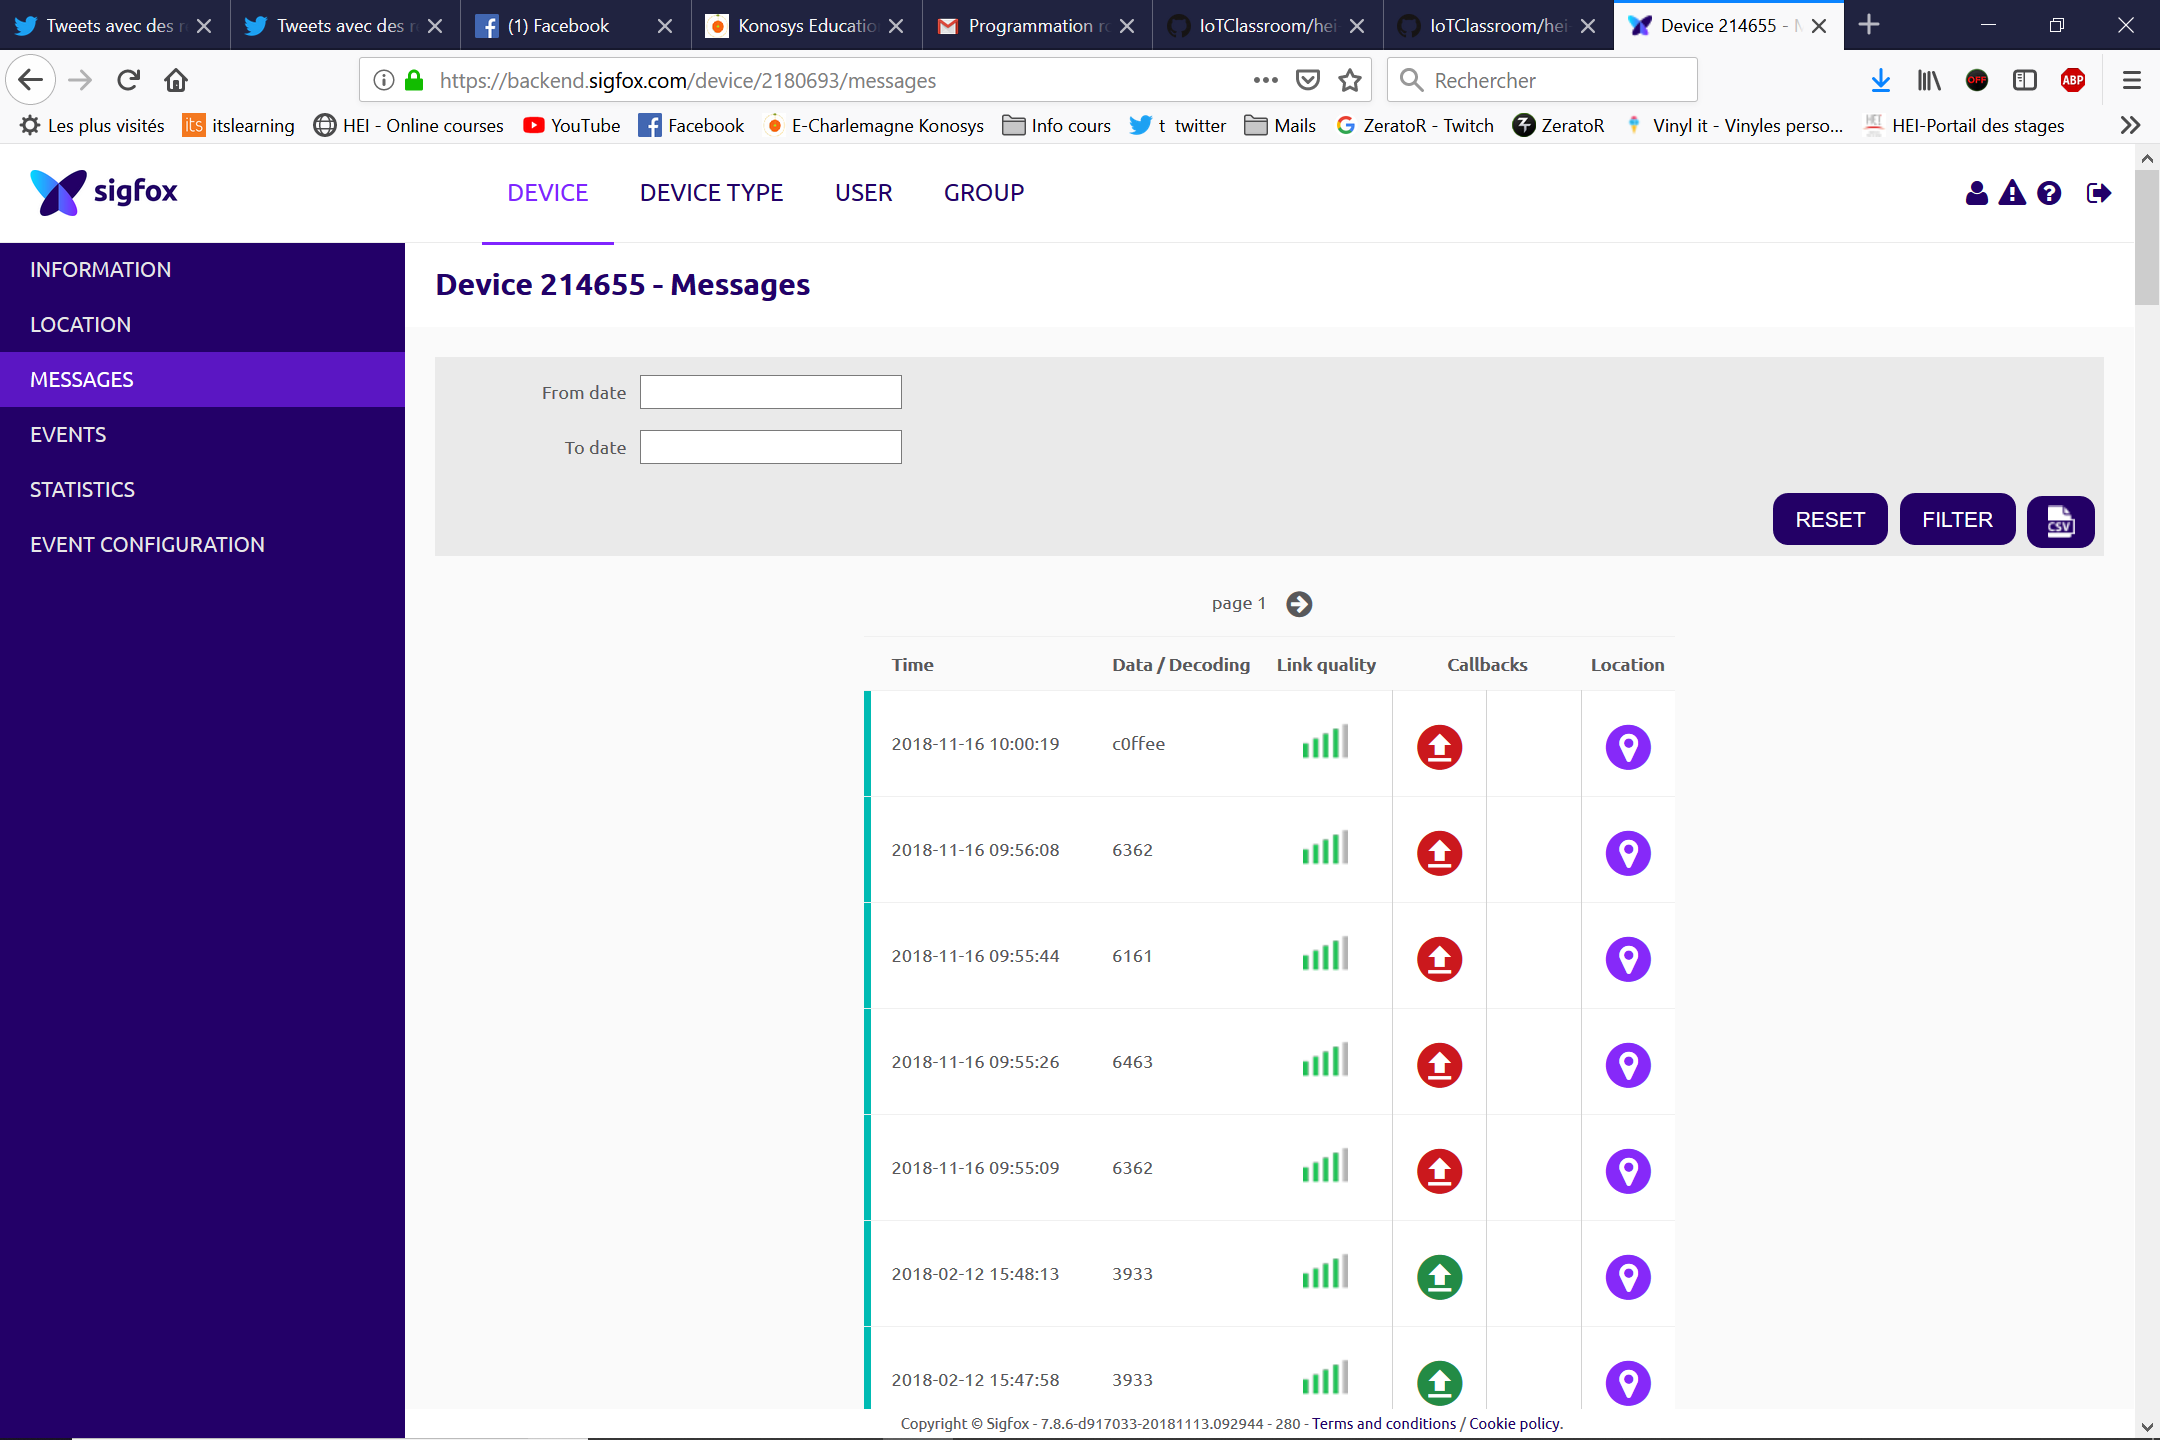 Tweets avec des r
Tweets avec des r
(1) Facebook
Konosys Educatio
Programmation ro
IoTClassroom/hei-
IoTClassroom/hei-
Device 214655 - M
https://backend.sigfox.com/device/2180693/messages
Rechercher
OFF
ABP
Les plus visités
its
itslearning
HEI - Online courses
YouTube
Facebook
E-Charlemagne Konosys
Info cours
t twitter
Mails
ZeratoR - Twitch
ZeratoR
Vinyl it - Vinyles perso...
HEI
HEI-Portail des stages
sigfox
DEVICE
DEVICE TYPE
USER
GROUP
INFORMATION
LOCATION
MESSAGES
EVENTS
STATISTICS
EVENT CONFIGURATION
Device 214655 - Messages
From date
To date
RESET
FILTER
CSV
page 1
Time Data / Decoding Link quality Callbacks Location
2018-11-16 10:00:19 c0ffee
2018-11-16 09:56:08 6362
2018-11-16 09:55:44 6161
2018-11-16 09:55:26 6463
2018-11-16 09:55:09 6362
2018-02-12 15:48:13 3933
2018-02-12 15:47:58 3933
Copyright © Sigfox - 7.8.6-d917033-20181113.092944 - 280 - Terms and conditions / Cookie policy.